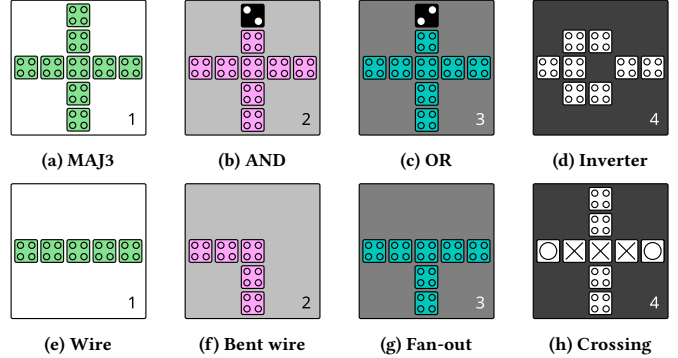 1 2 3 4
(a) MAJ3 (b) AND (c) OR (d) Inverter
1 2 3 4
(e) Wire (f) Bent wire (g) Fan-out (h) Crossing